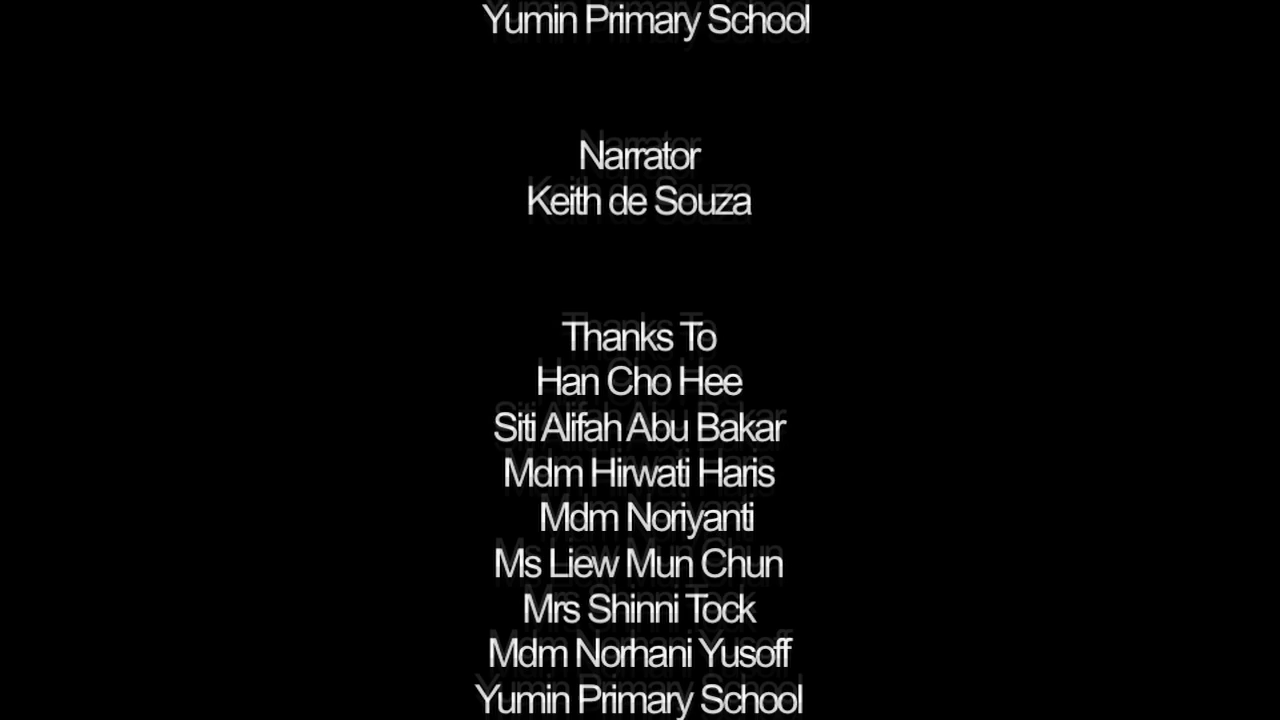 Yumin Primary School
Narrator
Keith de Souza
Thanks To
Han Cho Hee
Siti Alifah Abu Bakar
Mdm Hirwati Haris
Mdm Noriyanti
Ms Liew Mun Chun
Mrs Shinni Tock
Mdm Norhani Yusoff
Yumin Primary School